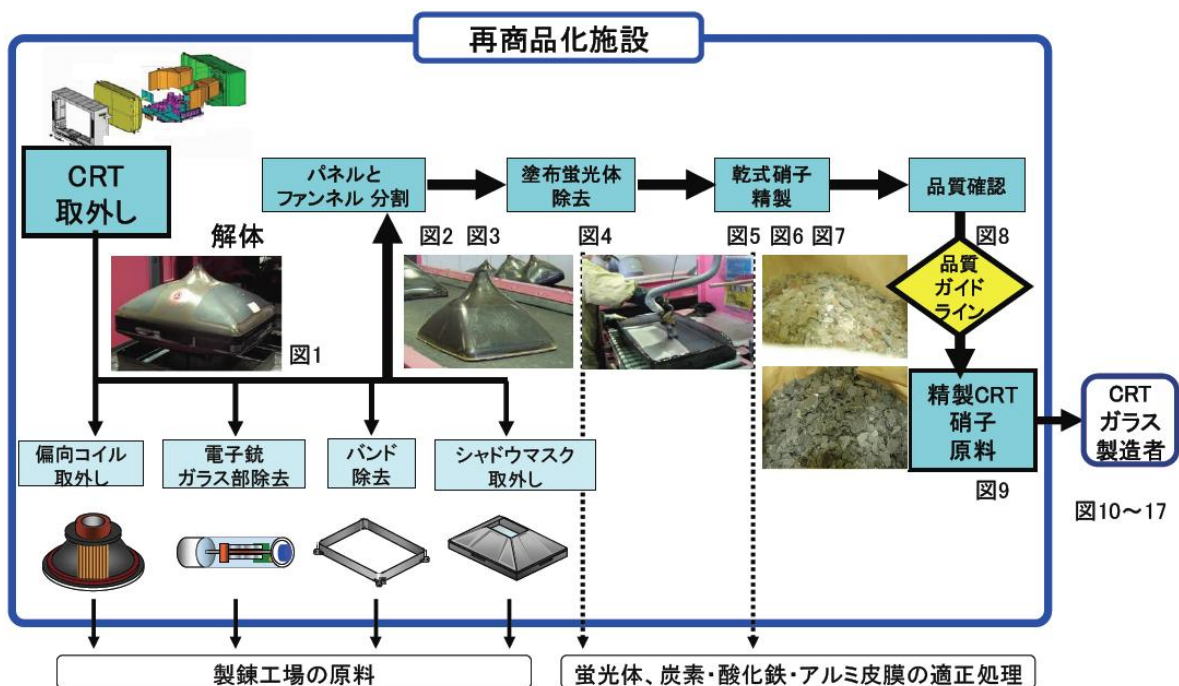 再商品化施設
CRT
取外し
パネルと
ファンネル 分割
塗布蛍光体
除去
乾式硝子
精製
品質確認
解体
図1
図2 図3
図4
図5 図6 図7
図8
品質
ガイド
ライン
偏向コイル
取外し
電子銃
ガラス部除去
バンド
除去
シャドウマスク
取外し
精製CRT
硝子
原料
図9
CRT
ガラス
製造者
図10～17
製錬工場の原料
蛍光体、炭素・酸化鉄・アルミ皮膜の適正処理